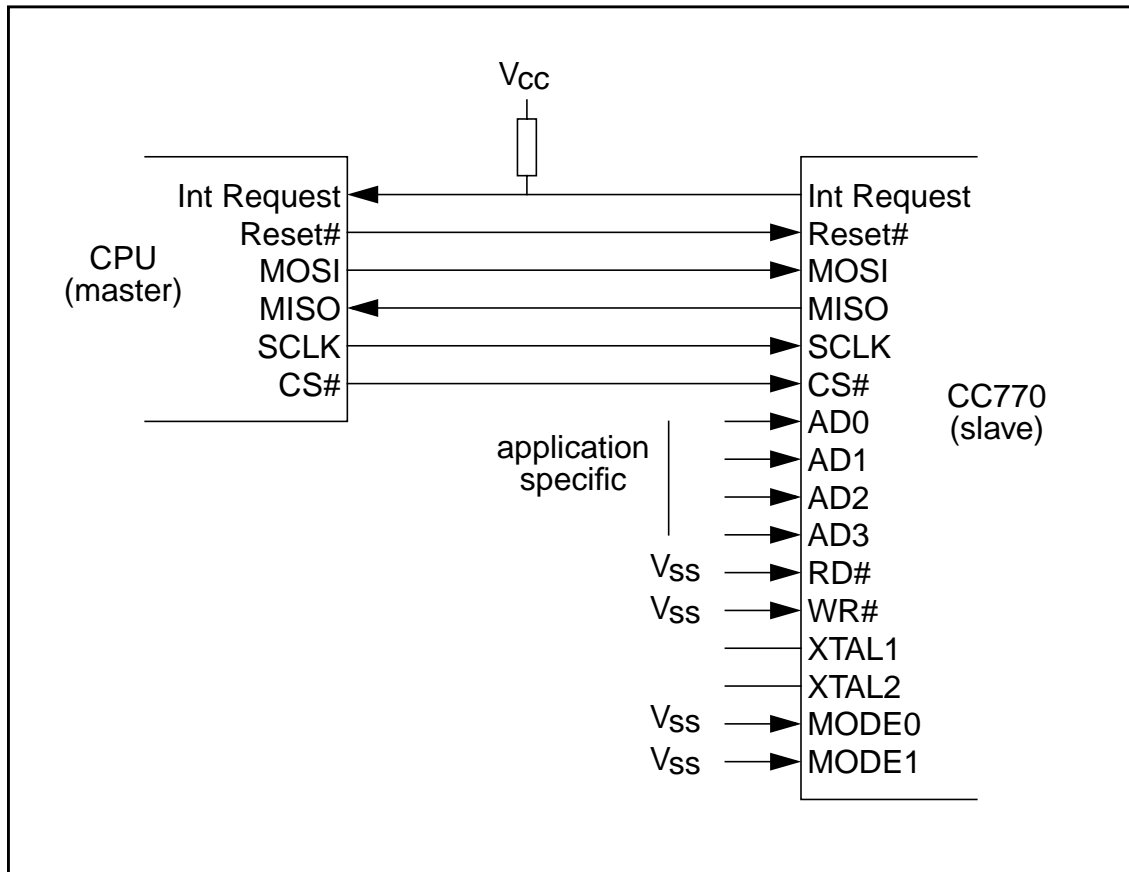 VCC
Int Request
Reset#
MOSI
MISO
SCLK
CS#
CPU
(master)
Int Request
Reset#
MOSI
MISO
SCLK
CS#
AD0
AD1
AD2
AD3
RD#
WR#
XTAL1
XTAL2
MODE0
MODE1
CC770
(slave)
application
specific
VSS
VSS
VSS
VSS